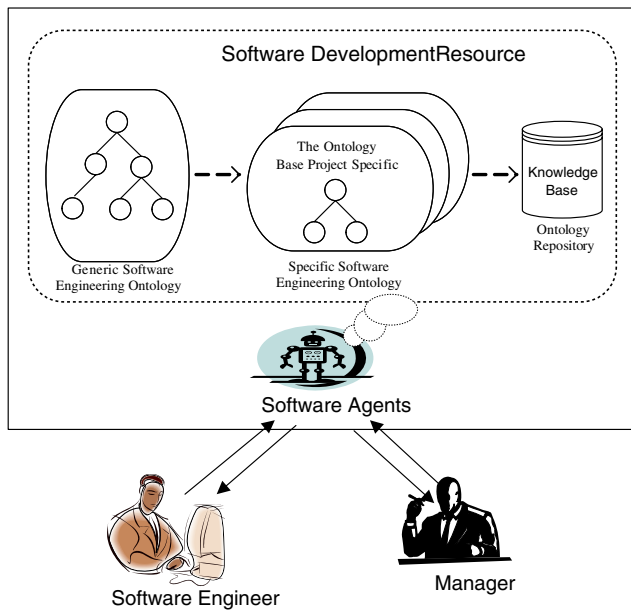 Software DevelopmentResource
The Ontology
Base Project Specific
Knowledge
Base
Generic Software
Engineering Ontology
Specific Software
Engineering Ontology
Ontology
Repository
Software Agents
Software Engineer
Manager